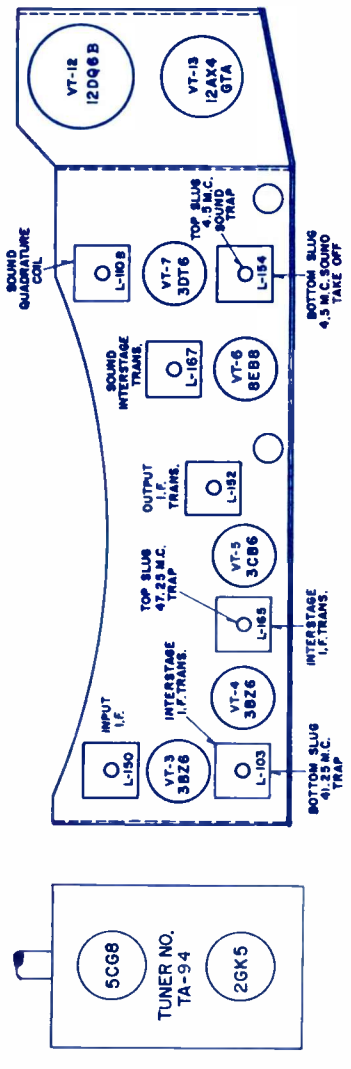 VT-12
12DQ6B
VT-13
12AX4
GTA
SOUND
QUADRATURE
COIL
L-110B
VT-7
3DT6
TOP SLUG
4.5 M.C.
SOUND
TRAP
L-154
BOTTOM SLUG
4.5 M.C. SOUND
TAKE OFF
SOUND
INTERSTAGE
TRANS.
L-167
VT-6
8EB8
OUTPUT
I.F.
TRANS.
L-152
VT-5
3CB6
TOP SLUG
47.25 M.C.
TRAP
L-165
INTERSTAGE
I.F. TRANS.
VT-4
3BZ6
INTERSTAGE
I.F. TRANS.
INPUT
I.F.
L-150
VT-3
3BZ6
L-103
BOTTOM SLUG
41.25 M.C.
TRAP
5CG8
TUNER NO.
TA-94
2GK5